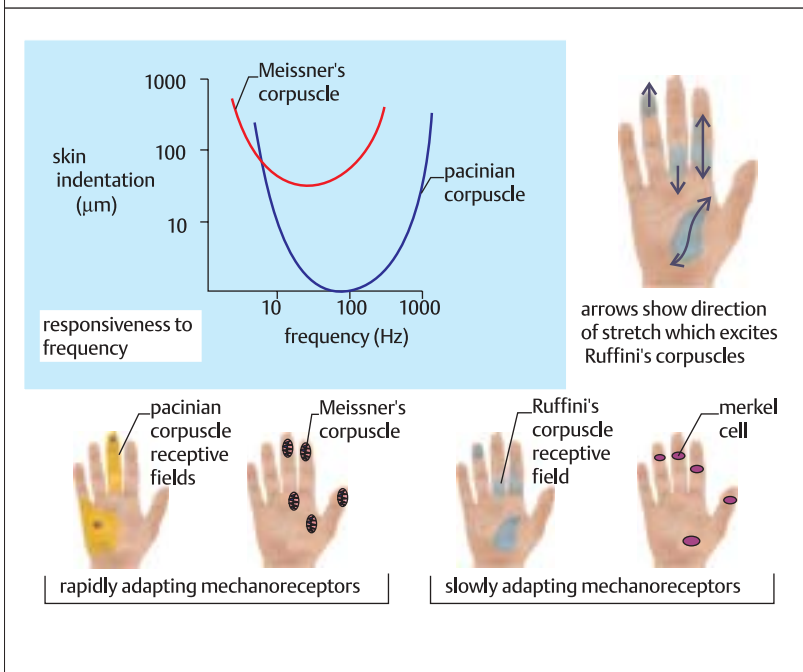 1000
100
10
skin
indentation
(μm)
Meissner's
corpuscle
pacinian
corpuscle
10
100
1000
frequency (Hz)
responsiveness to
frequency
arrows show direction
of stretch which excites
Ruffini's corpuscles
pacinian
corpuscle
receptive
fields
Meissner's
corpuscle
Ruffini's
corpuscle
receptive
field
merkel
cell
rapidly adapting mechanoreceptors
slowly adapting mechanoreceptors